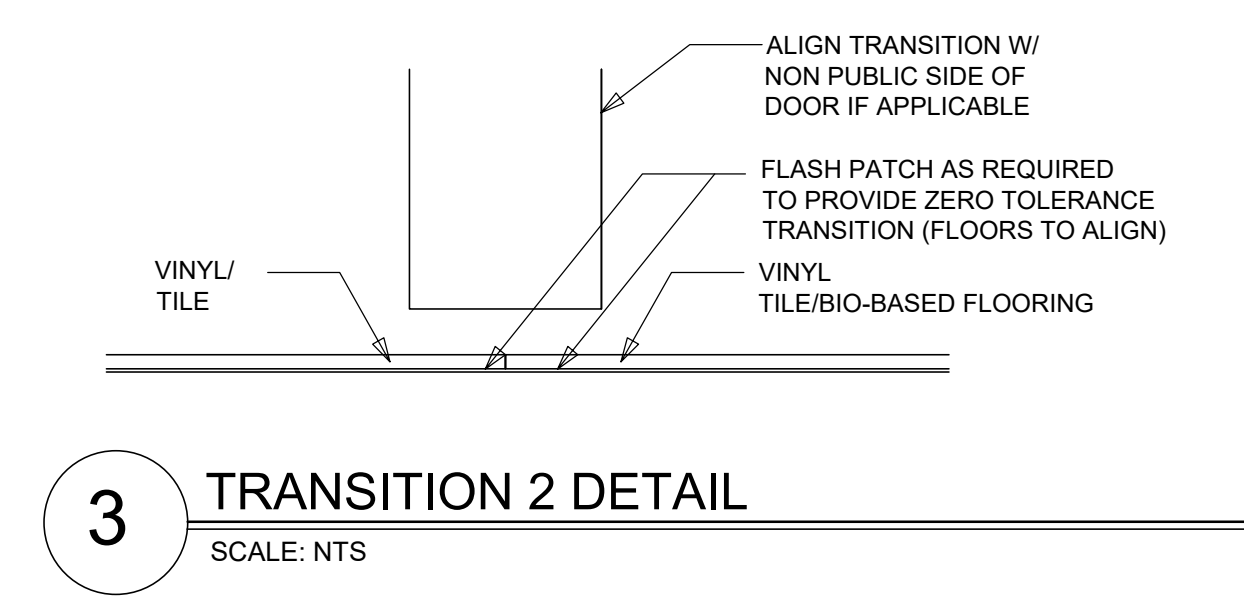 ALIGN TRANSITION W/
NON PUBLIC SIDE OF
DOOR IF APPLICABLE
FLASH PATCH AS REQUIRED
TO PROVIDE ZERO TOLERANCE
TRANSITION (FLOORS TO ALIGN)
VINYL/
TILE
VINYL
TILE/BIO-BASED FLOORING
3
TRANSITION 2 DETAIL
SCALE: NTS